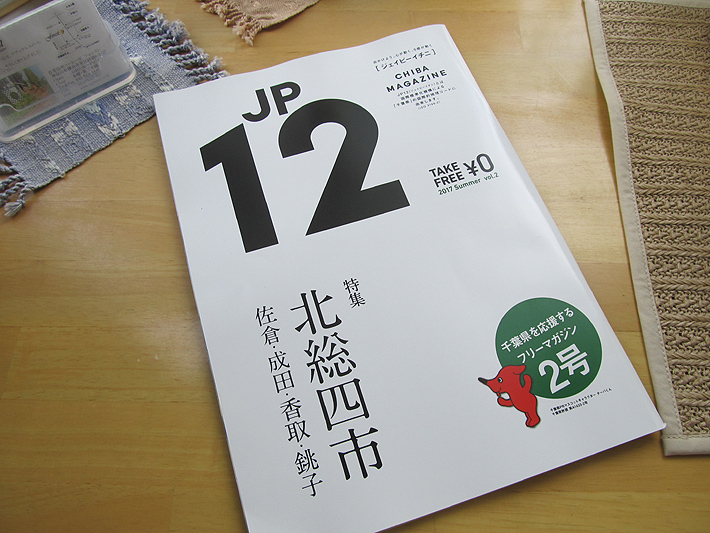 JP
12
[ジェイピーイチニ]
CHIBA
MAGAZINE
TAKE
FREE ¥0
2017 Summer vol.2
特集
北総四市
佐倉・成田・香取・銚子
千葉県を応援する
フリーマガジン
2号